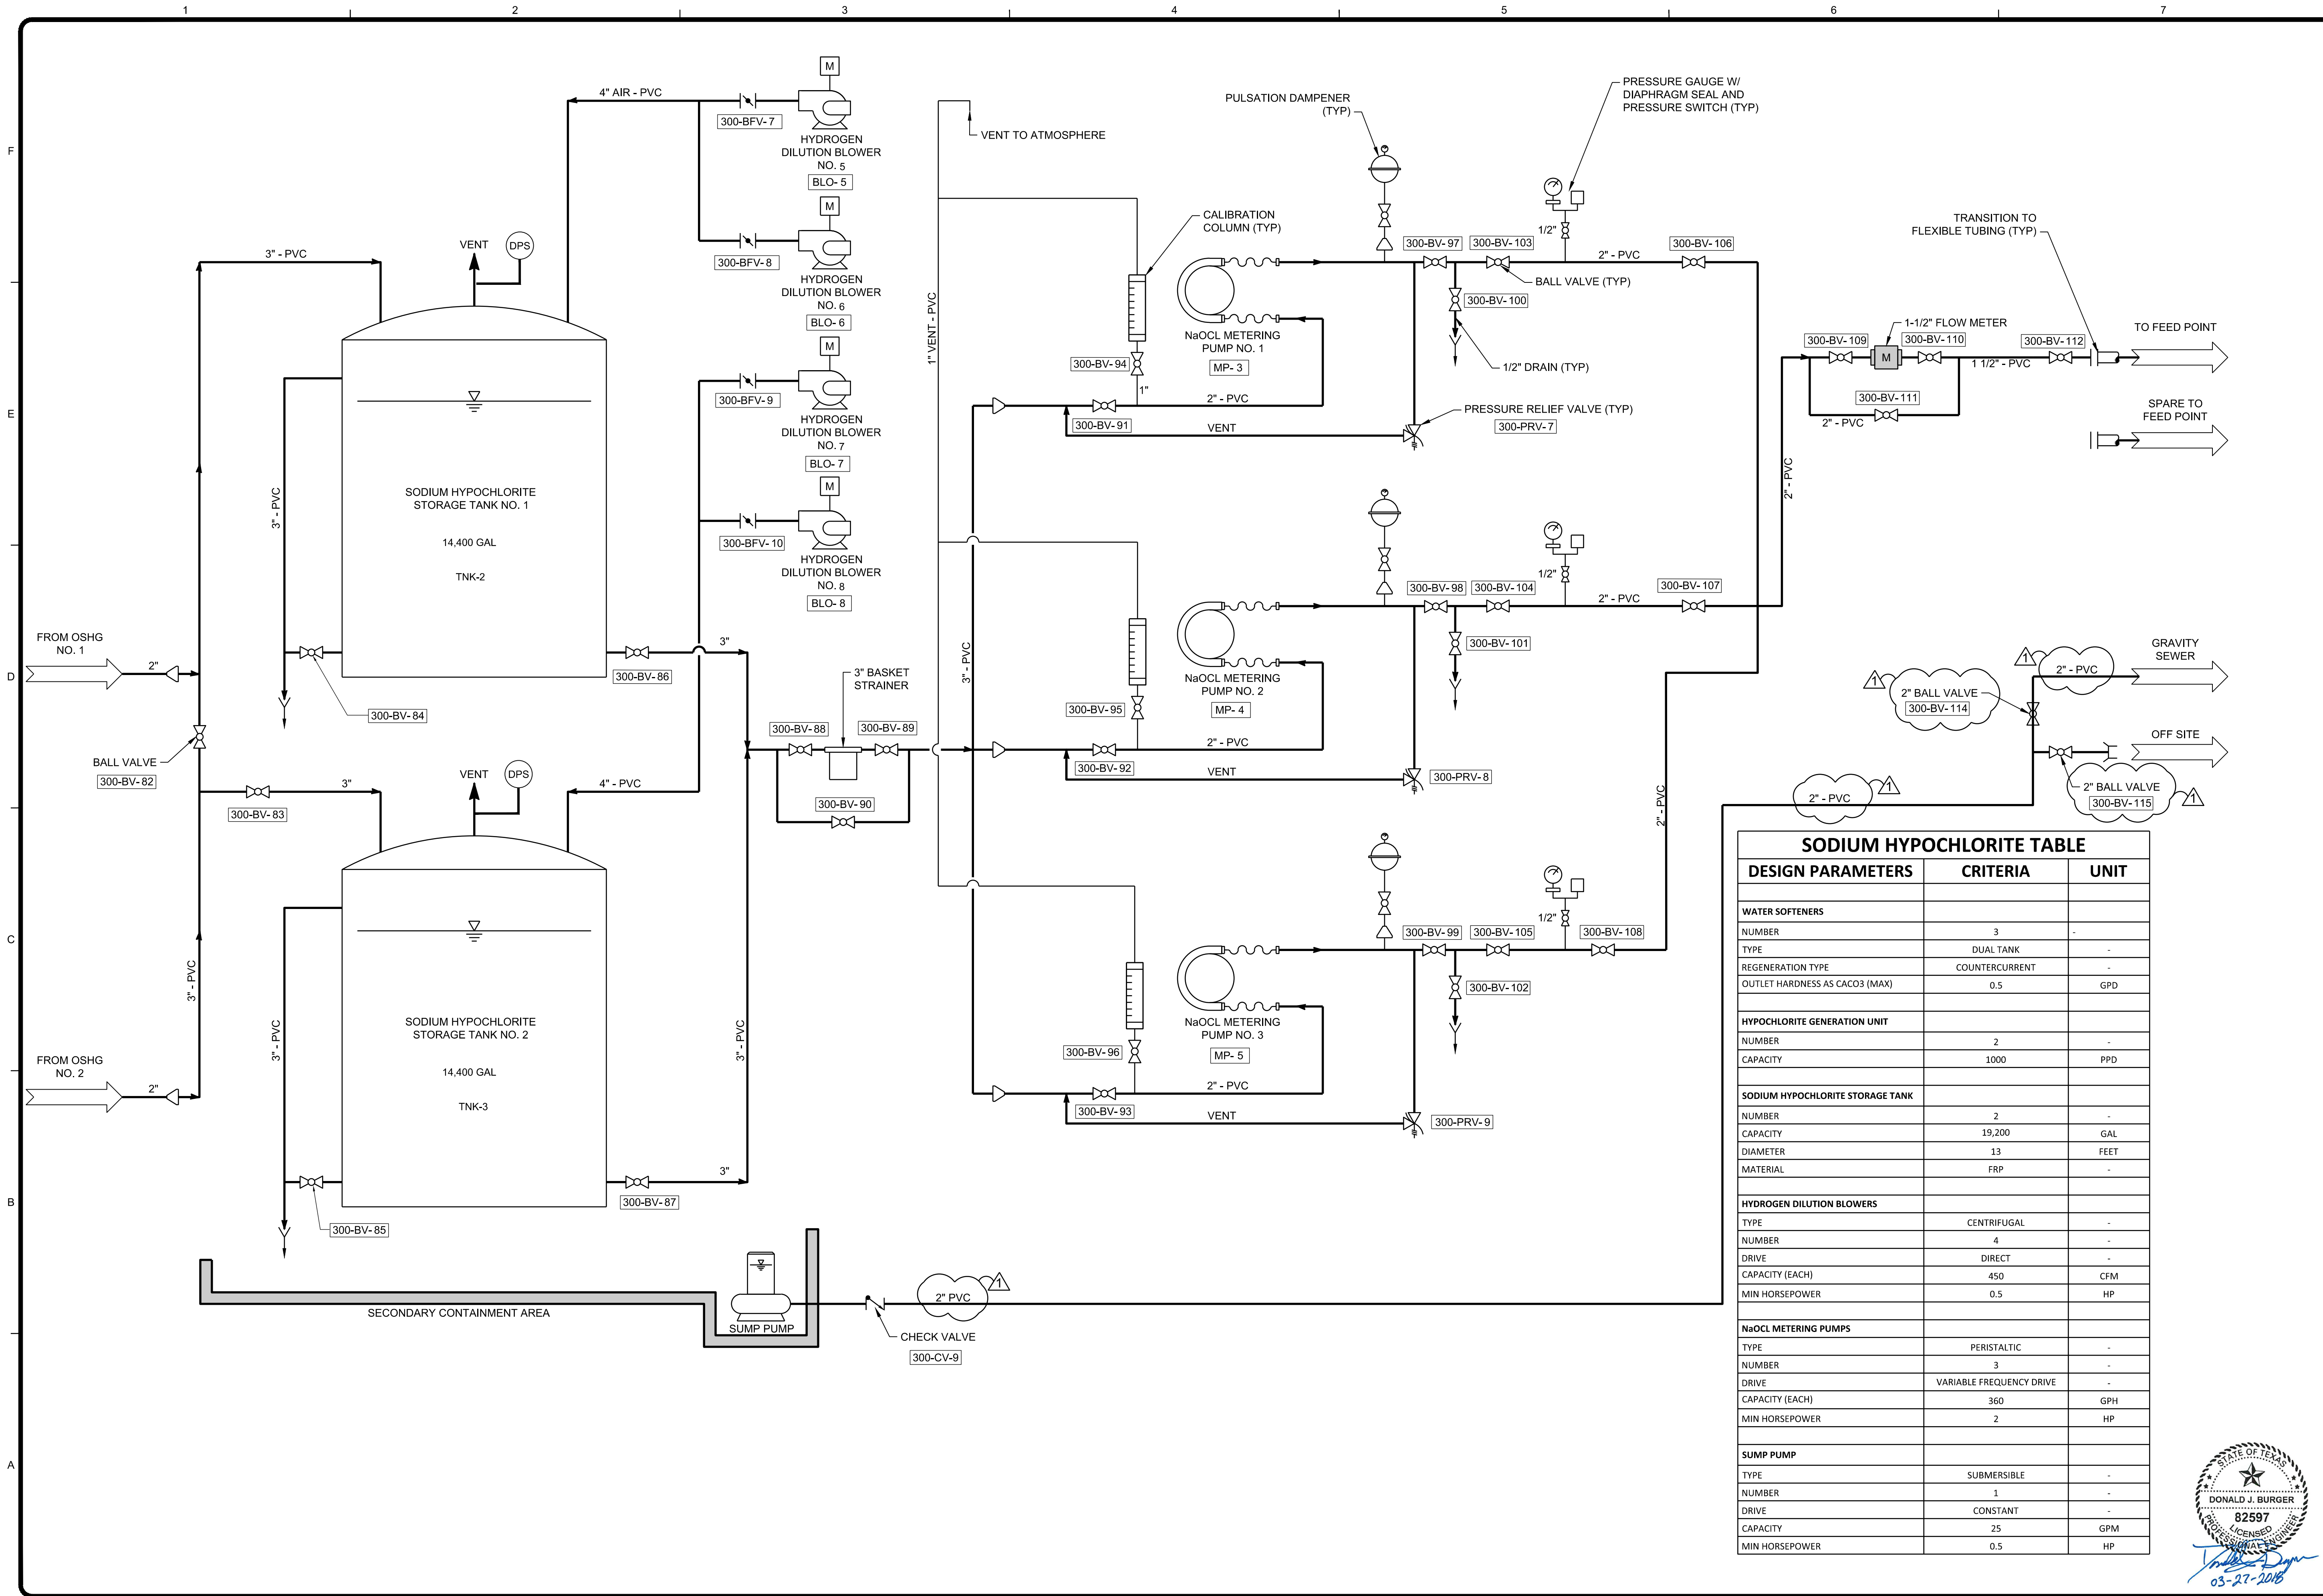 1 2 3 4 5 6 7
F
E
D
C
B
A
M
4" AIR - PVC
300-BFV-7
HYDROGEN
DILUTION BLOWER
NO. 5
BLO-5
M
300-BFV-8
HYDROGEN
DILUTION BLOWER
NO. 6
BLO-6
M
300-BFV-9
HYDROGEN
DILUTION BLOWER
NO. 7
BLO-7
M
300-BFV-10
HYDROGEN
DILUTION BLOWER
NO. 8
BLO-8
3" - PVC
VENT
DPS
3" - PVC
SODIUM HYPOCHLORITE
STORAGE TANK NO. 1
14,400 GAL
TNK-2
FROM OSHG
NO. 1
2"
300-BV-84
300-BV-86
3"
BALL VALVE
300-BV-82
300-BV-83
3"
VENT
DPS
4" - PVC
3" - PVC
3" - PVC
SODIUM HYPOCHLORITE
STORAGE TANK NO. 2
14,400 GAL
TNK-3
FROM OSHG
NO. 2
2"
300-BV-85
300-BV-87
3"
3" - PVC
3" BASKET
STRAINER
300-BV-88
300-BV-89
300-BV-90
SECONDARY CONTAINMENT AREA
SUMP PUMP
2" PVC
1
CHECK VALVE
300-CV-9
VENT TO ATMOSPHERE
1" VENT - PVC
3" - PVC
PULSATION DAMPENER
(TYP)
PRESSURE GAUGE W/
DIAPHRAGM SEAL AND
PRESSURE SWITCH (TYP)
CALIBRATION
COLUMN (TYP)
300-BV-97
300-BV-103
1/2"
2" - PVC
300-BV-106
BALL VALVE (TYP)
300-BV-100
NaOCL METERING
PUMP NO. 1
MP-3
300-BV-94
1"
1/2" DRAIN (TYP)
2" - PVC
300-BV-91
VENT
PRESSURE RELIEF VALVE (TYP)
300-PRV-7
300-BV-98
300-BV-104
1/2"
2" - PVC
300-BV-107
300-BV-101
NaOCL METERING
PUMP NO. 2
MP-4
300-BV-95
2" - PVC
300-BV-92
VENT
300-PRV-8
300-BV-99
300-BV-105
1/2"
300-BV-108
300-BV-102
NaOCL METERING
PUMP NO. 3
MP-5
300-BV-96
2" - PVC
300-BV-93
VENT
300-PRV-9
2" - PVC
2" - PVC
TRANSITION TO
FLEXIBLE TUBING (TYP)
1-1/2" FLOW METER
300-BV-109
M
300-BV-110
300-BV-112
1 1/2" - PVC
300-BV-111
2" - PVC
TO FEED POINT
SPARE TO
FEED POINT
1
2" - PVC
GRAVITY
SEWER
1
2" BALL VALVE
300-BV-114
OFF SITE
2" BALL VALVE
300-BV-115
1
2" - PVC
1
SODIUM HYPOCHLORITE TABLE
DESIGN PARAMETERS CRITERIA UNIT
WATER SOFTENERS
NUMBER 3 -
TYPE DUAL TANK -
REGENERATION TYPE COUNTERCURRENT -
OUTLET HARDNESS AS CACO3 (MAX) 0.5 GPD
HYPOCHLORITE GENERATION UNIT
NUMBER 2 -
CAPACITY 1000 PPD
SODIUM HYPOCHLORITE STORAGE TANK
NUMBER 2 -
CAPACITY 19,200 GAL
DIAMETER 13 FEET
MATERIAL FRP -
HYDROGEN DILUTION BLOWERS
TYPE CENTRIFUGAL -
NUMBER 4 -
DRIVE DIRECT -
CAPACITY (EACH) 450 CFM
MIN HORSEPOWER 0.5 HP
NaOCL METERING PUMPS
TYPE PERISTALTIC -
NUMBER 3 -
DRIVE VARIABLE FREQUENCY DRIVE -
CAPACITY (EACH) 360 GPH
MIN HORSEPOWER 2 HP
SUMP PUMP
TYPE SUBMERSIBLE -
NUMBER 1 -
DRIVE CONSTANT -
CAPACITY 25 GPM
MIN HORSEPOWER 0.5 HP
STATE OF TEXAS
DONALD J. BURGER
82597
LICENSED
PROFESSIONAL ENGINEER
03-27-2018